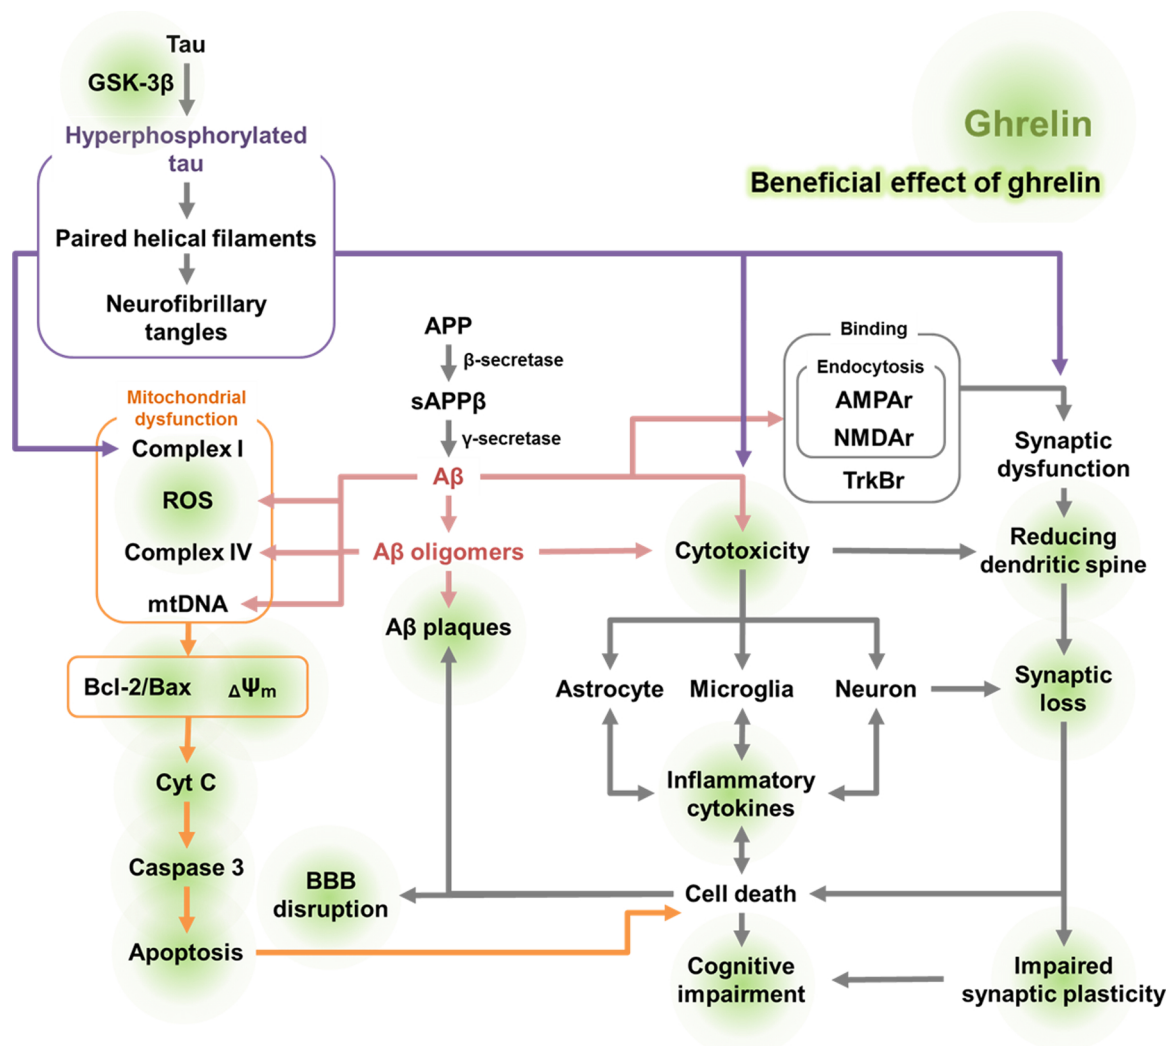 Tau
GSK-3β
Hyperphosphorylated
tau
Paired helical filaments
Neurofibrillary
tangles
Ghrelin
Beneficial effect of ghrelin
APP
β-secretase
sAPPβ
γ-secretase
Aβ
Aβ oligomers
Aβ plaques
Binding
Endocytosis
AMPAr
NMDAr
TrkBr
Mitochondrial
dysfunction
Complex I
ROS
Complex IV
mtDNA
Bcl-2/Bax
ΔΨm
Cyt C
Caspase 3
Apoptosis
BBB
disruption
Cytotoxicity
Astrocyte
Microglia
Neuron
Inflammatory
cytokines
Cell death
Cognitive
impairment
Synaptic
dysfunction
Reducing
dendritic spine
Synaptic
loss
Impaired
synaptic plasticity